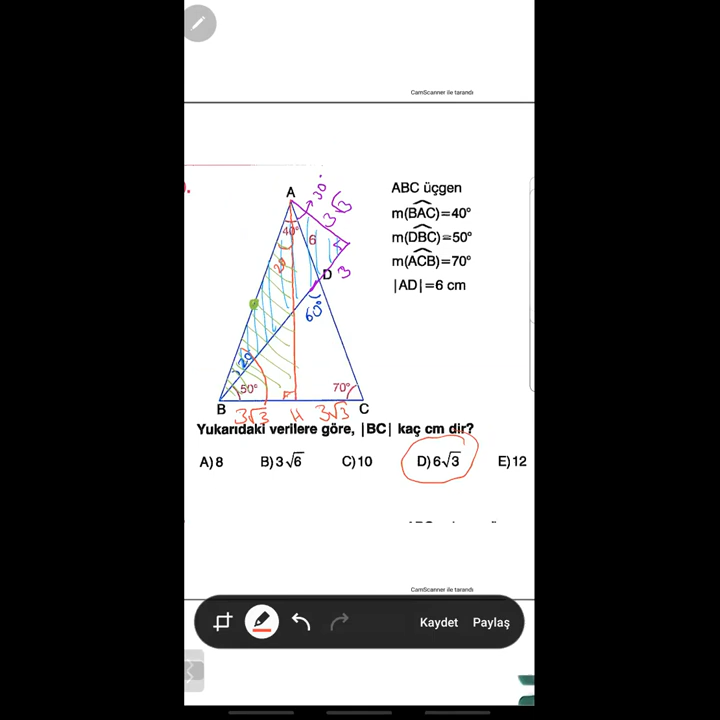 CamScanner ile tarandı
).
A
30°
3√3
40°
6
20
D
3
60°
20
50°
70°
B
H
C
3√3
3√3
ABC üçgen
m(BAC)=40°
m(DBC)=50°
m(ACB)=70°
|AD|=6 cm
Yukarıdaki verilere göre, |BC| kaç cm dir?
A) 8 B) 3√6 C) 10 D) 6√3 E) 12
CamScanner ile tarandı
Kaydet Paylaş